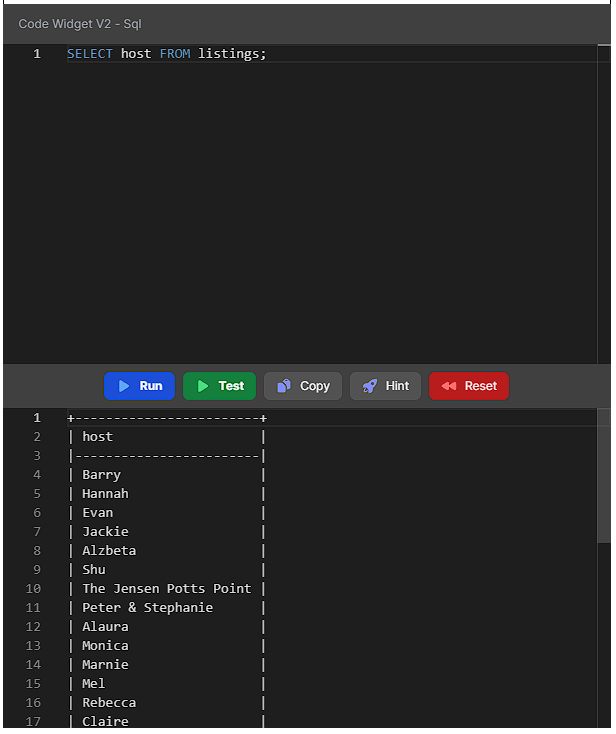 Code Widget V2 - Sql
1 SELECT host FROM listings;
Run Test Copy Hint Reset
1 +------------------------+
2 | host                   |
3 |------------------------|
4 | Barry                  |
5 | Hannah                 |
6 | Evan                   |
7 | Jackie                 |
8 | Alzbeta                |
9 | Shu                    |
10 | The Jensen Potts Point |
11 | Peter & Stephanie      |
12 | Alaura                 |
13 | Monica                 |
14 | Marnie                 |
15 | Mel                    |
16 | Rebecca                |
17 | Claire                 |